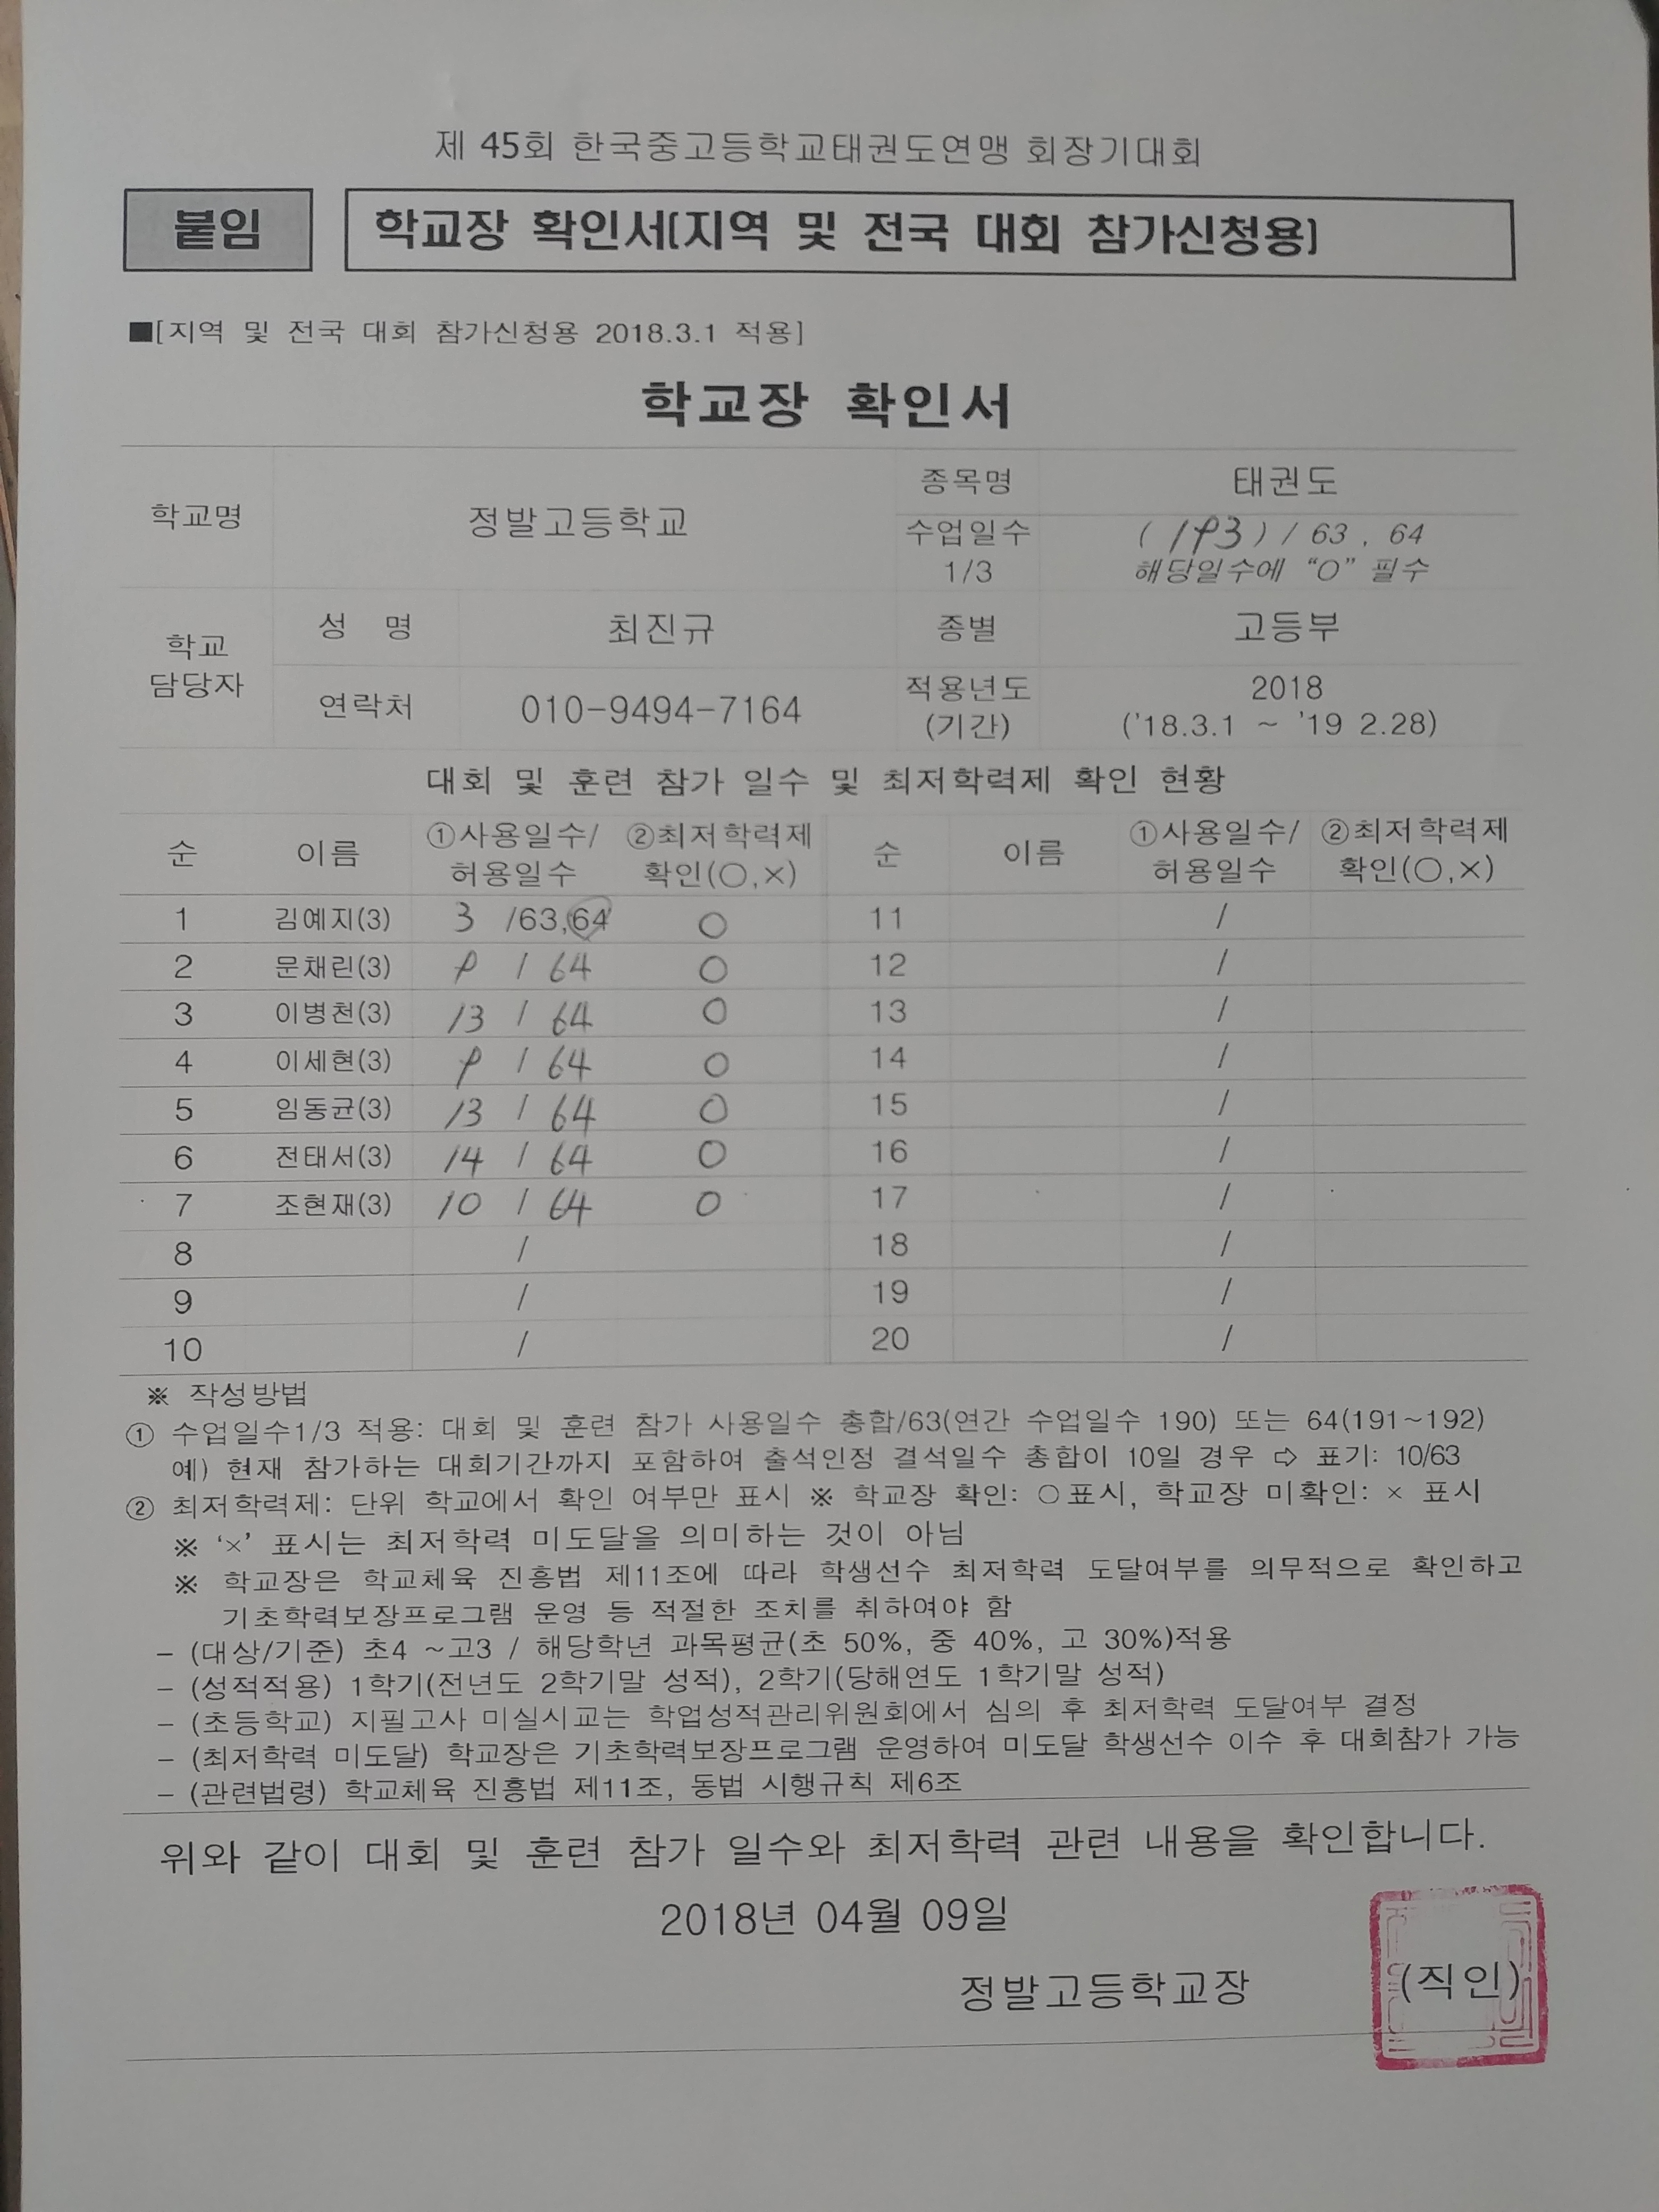 제 45회 한국중고등학교태권도연맹 회장기대회
붙임 학교장 확인서(지역 및 전국 대회 참가신청용)
■[지역 및 전국 대회 참가신청용 2018.3.1 적용]
학교장 확인서
학교명 정발고등학교 종목명 태권도
수업일수 1/3 (193) / 63 , 64
해당일수에 "O" 필수
학교 담당자 성 명 최진규 종별 고등부
연락처 010-9494-7164 적용년도 (기간) 2018
('18.3.1 ~ '19 2.28)
대회 및 훈련 참가 일수 및 최저학력제 확인 현황
순 이름 ①사용일수/허용일수 ②최저학력제 확인(○,×) 순 이름 ①사용일수/허용일수 ②최저학력제 확인(○,×)
1 김예지(3) 3 /63,64 ○ 11 /
2 문채린(3) 9 / 64 ○ 12 /
3 이병천(3) 13 / 64 ○ 13 /
4 이세현(3) 9 / 64 ○ 14 /
5 임동균(3) 13 / 64 ○ 15 /
6 전태서(3) 14 / 64 ○ 16 /
7 조현재(3) 10 / 64 ○ 17 /
8 / 18 /
9 / 19 /
10 / 20 /
※ 작성방법
① 수업일수1/3 적용: 대회 및 훈련 참가 사용일수 총합/63(연간 수업일수 190) 또는 64(191~192)
예) 현재 참가하는 대회기간까지 포함하여 출석인정 결석일수 총합이 10일 경우 ⇨ 표기: 10/63
② 최저학력제: 단위 학교에서 확인 여부만 표시 ※ 학교장 확인: ○표시, 학교장 미확인: × 표시
※ '×' 표시는 최저학력 미도달을 의미하는 것이 아님
※ 학교장은 학교체육 진흥법 제11조에 따라 학생선수 최저학력 도달여부를 의무적으로 확인하고
기초학력보장프로그램 운영 등 적절한 조치를 취하여야 함
– (대상/기준) 초4 ~고3 / 해당학년 과목평균(초 50%, 중 40%, 고 30%)적용
– (성적적용) 1학기(전년도 2학기말 성적), 2학기(당해연도 1학기말 성적)
– (초등학교) 지필고사 미실시교는 학업성적관리위원회에서 심의 후 최저학력 도달여부 결정
– (최저학력 미도달) 학교장은 기초학력보장프로그램 운영하여 미도달 학생선수 이수 후 대회참가 가능
– (관련법령) 학교체육 진흥법 제11조, 동법 시행규칙 제6조
위와 같이 대회 및 훈련 참가 일수와 최저학력 관련 내용을 확인합니다.
2018년 04월 09일
정발고등학교장 (직인)